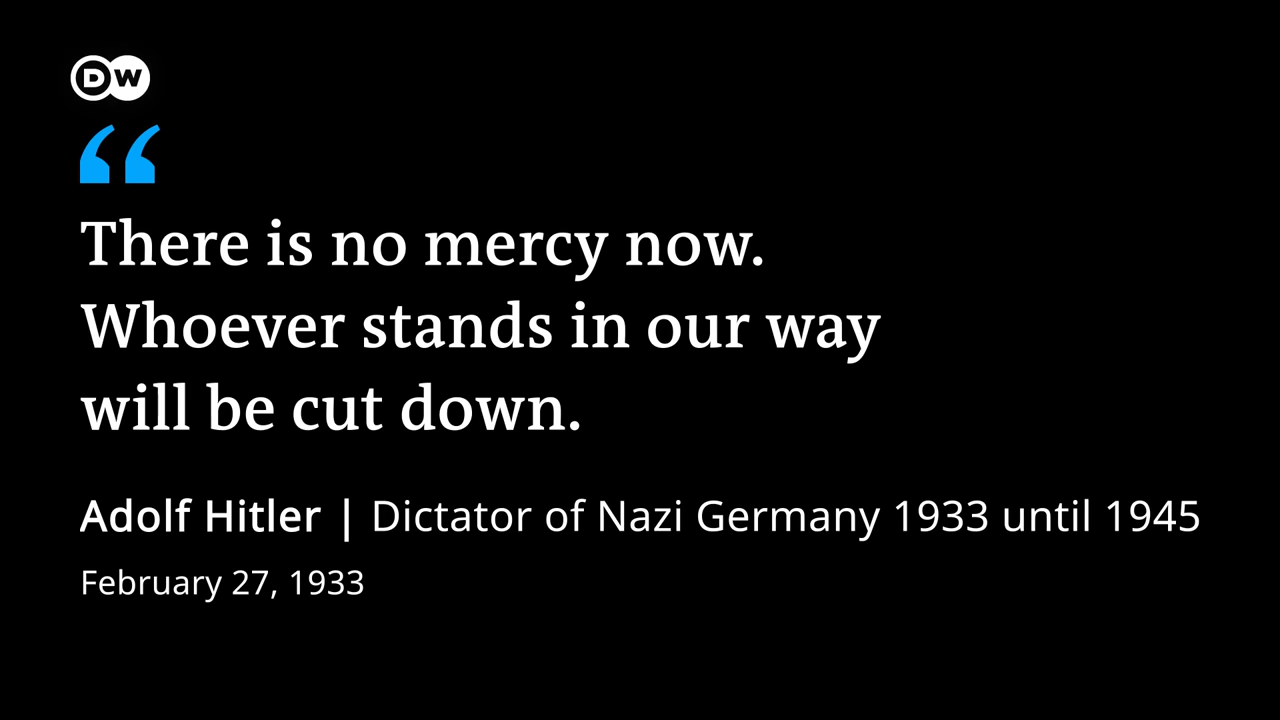 DW
“
There is no mercy now.
Whoever stands in our way
will be cut down.
Adolf Hitler | Dictator of Nazi Germany 1933 until 1945
February 27, 1933